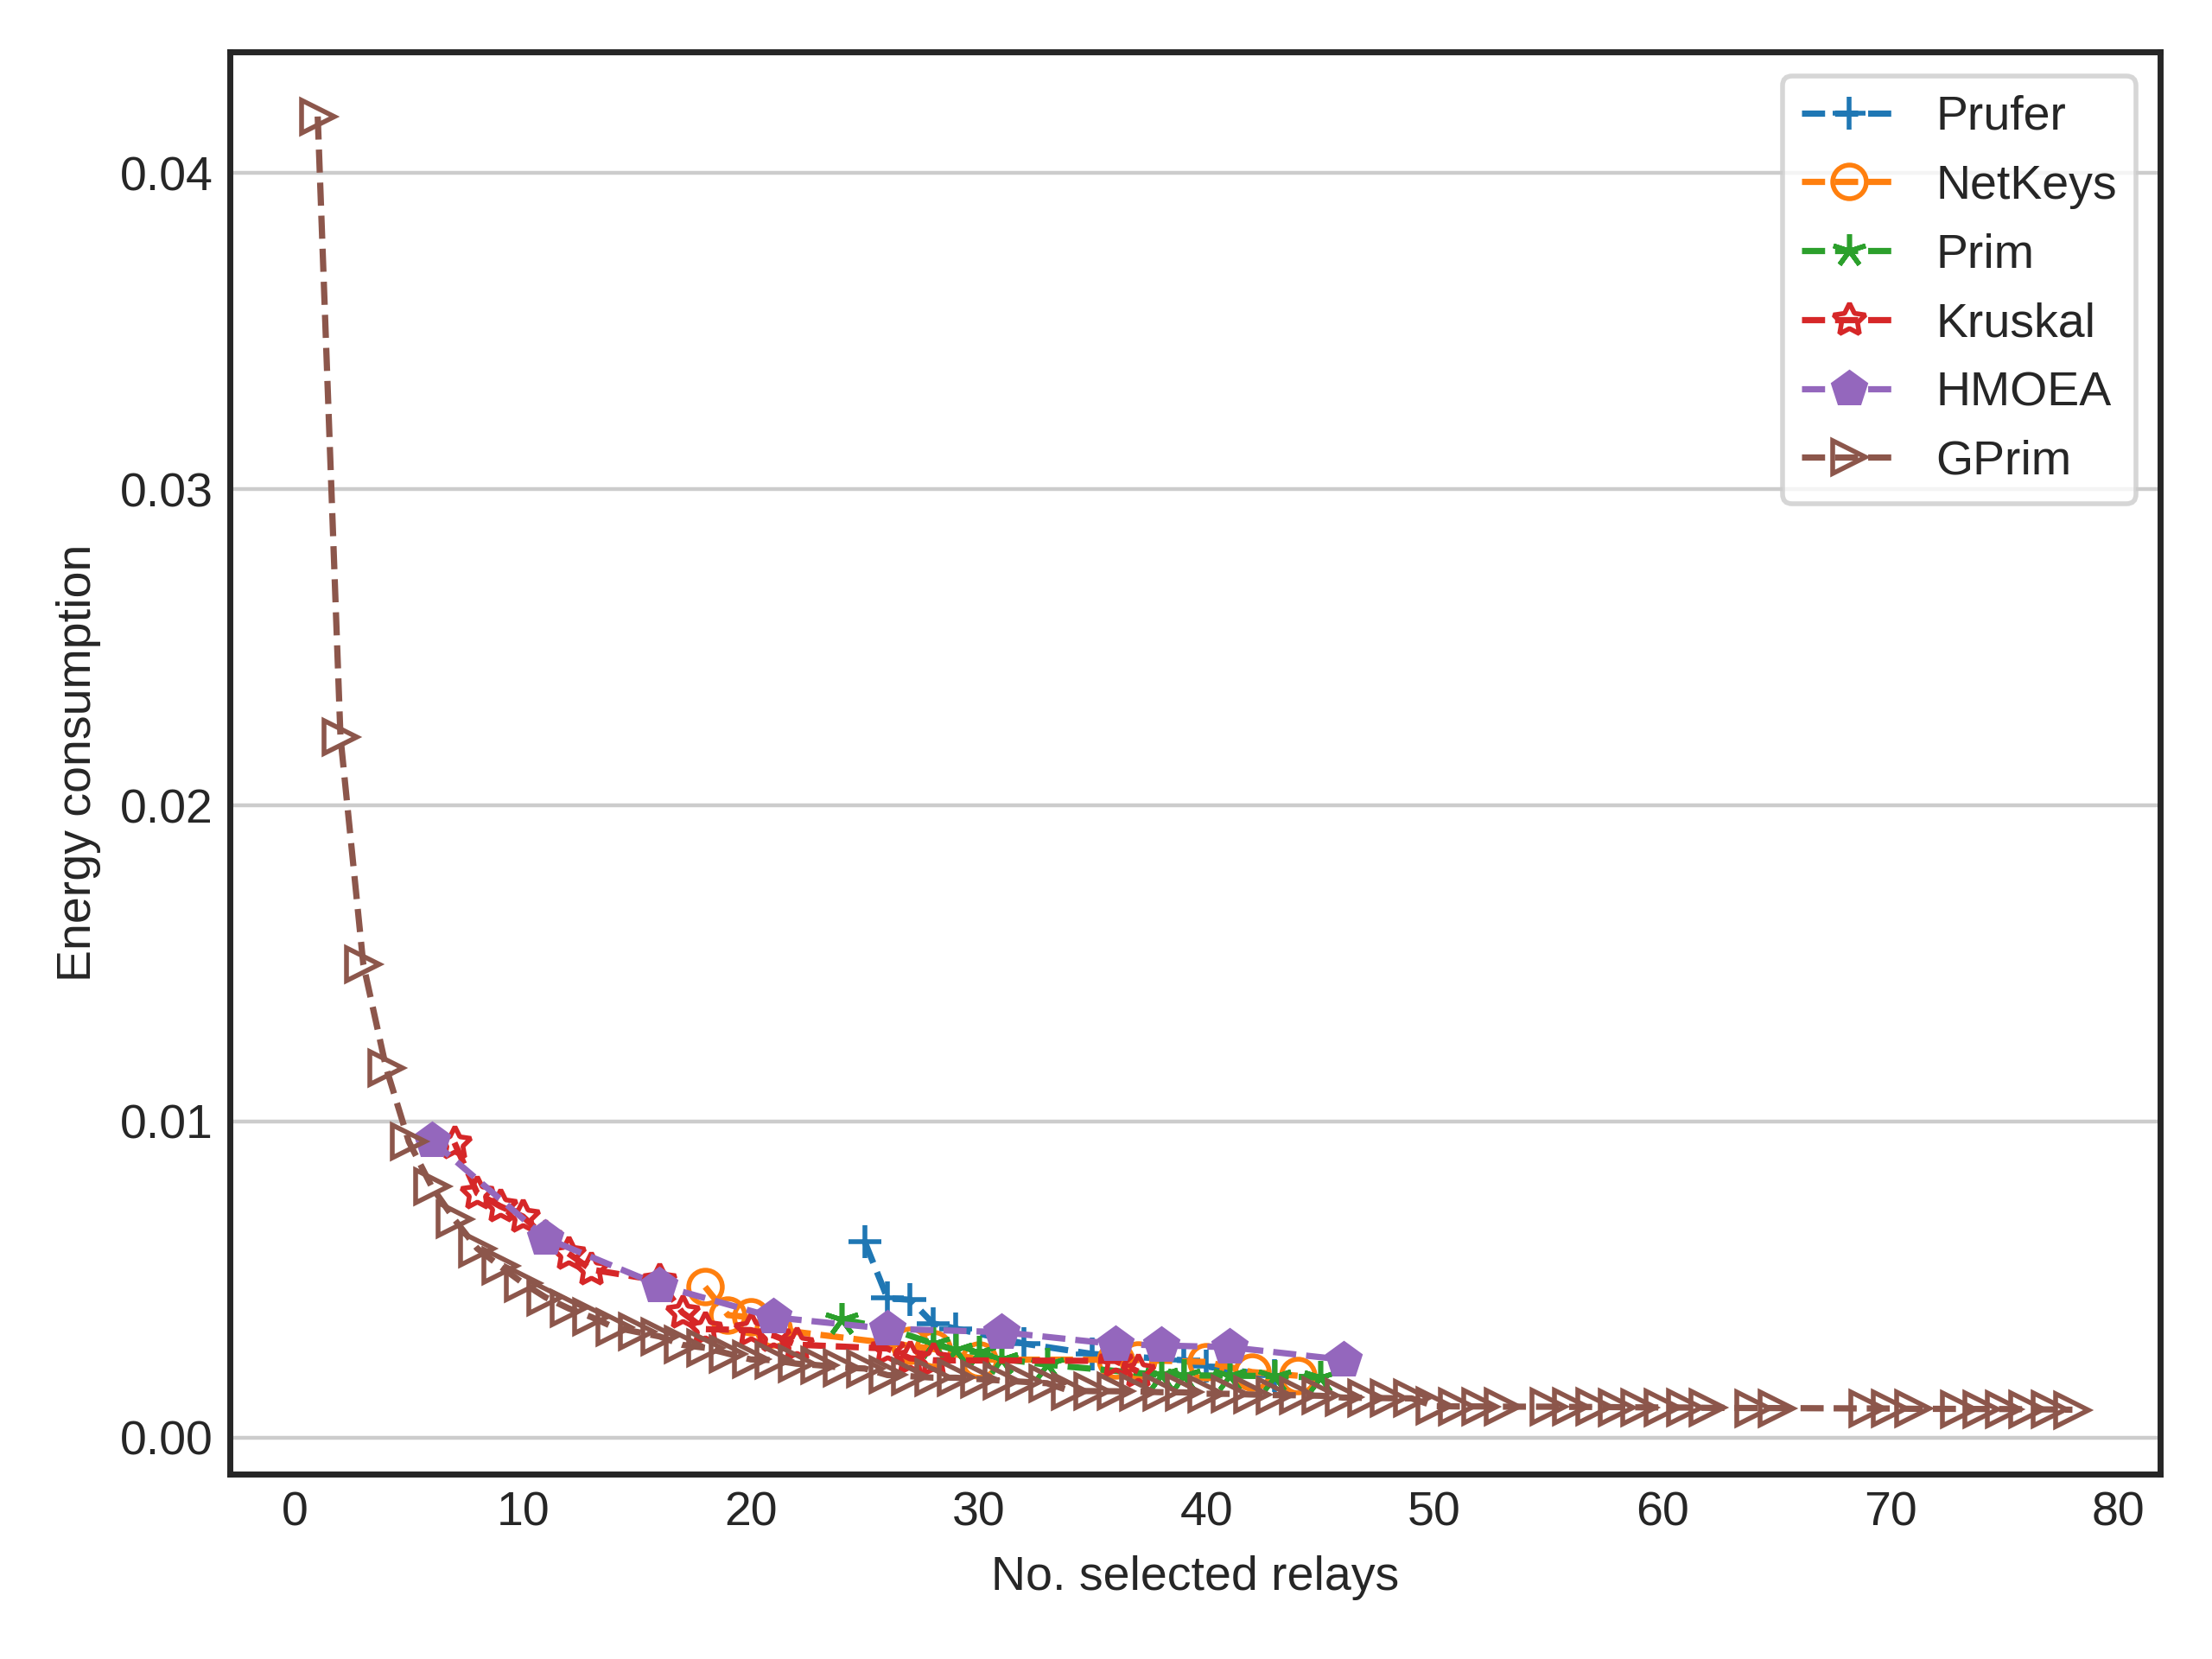 Prufer
NetKeys
Prim
Kruskal
HMOEA
GPrim
Energy consumption
0.04
0.03
0.02
0.01
0.00
0 10 20 30 40 50 60 70 80
No. selected relays